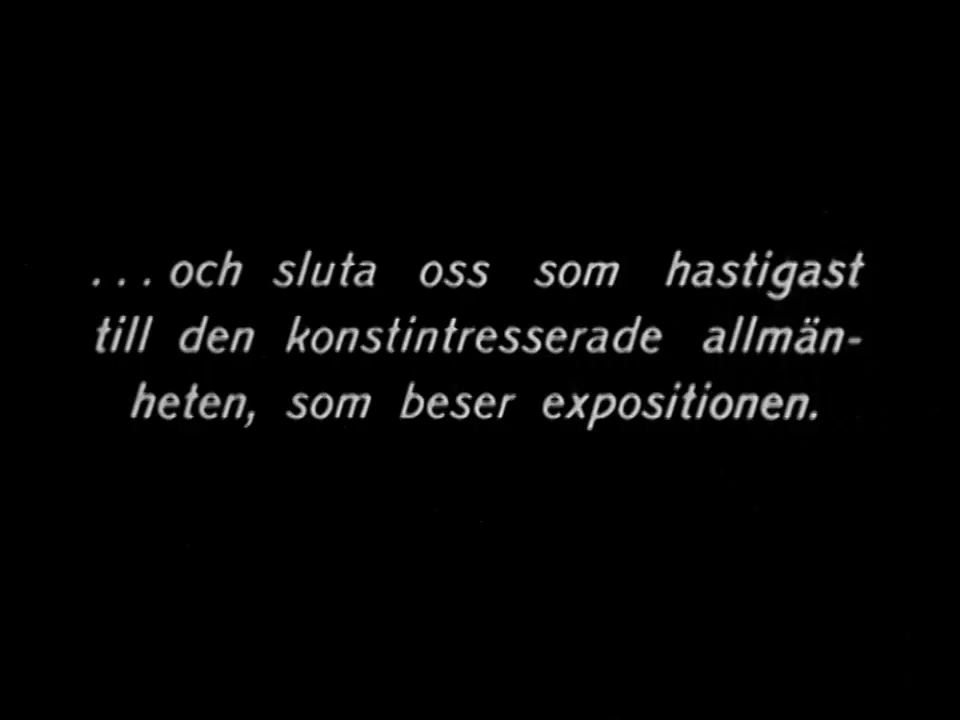 ...och sluta oss som hastigast
till den konstintresserade allmän-
heten, som beser expositionen.